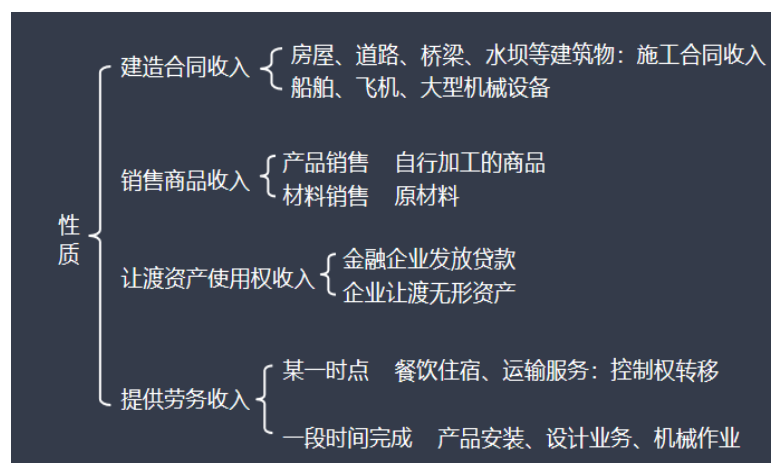 性质
建造合同收入
房屋、道路、桥梁、水坝等建筑物：施工合同收入
船舶、飞机、大型机械设备
销售商品收入
产品销售 自行加工的商品
材料销售 原材料
让渡资产使用权收入
金融企业发放贷款
企业让渡无形资产
提供劳务收入
某一时点 餐饮住宿、运输服务：控制权转移
一段时间完成 产品安装、设计业务、机械作业